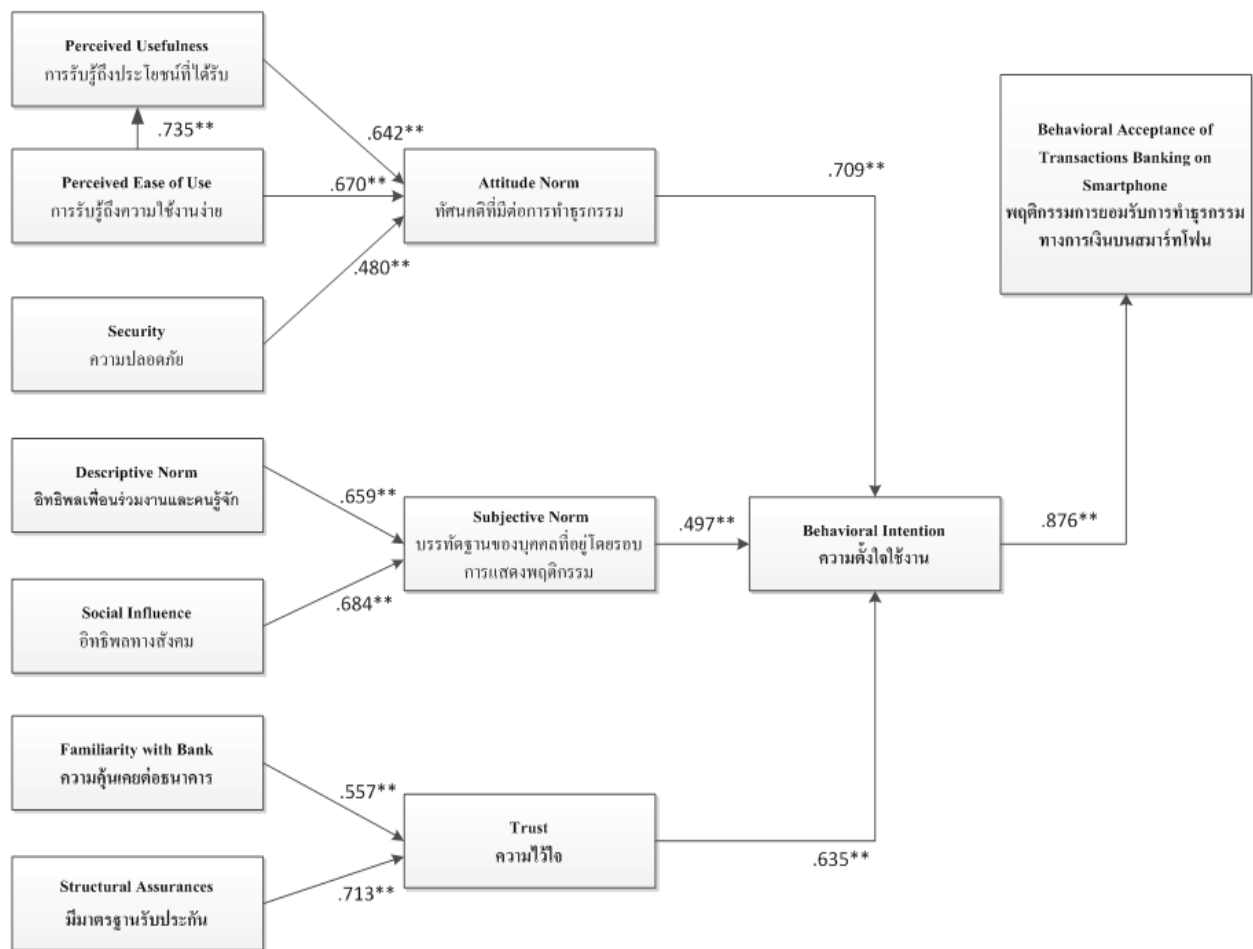 Perceived Usefulness
การรับรู้ถึงประโยชน์ที่ได้รับ
.735**
Perceived Ease of Use
การรับรู้ถึงความใช้งานง่าย
Security
ความปลอดภัย
.642**
.670**
.480**
Attitude Norm
ทัศนคติที่มีต่อการทำธุรกรรม
.709**
Behavioral Acceptance of
Transactions Banking on
Smartphone
พฤติกรรมการยอมรับการทำธุรกรรม
ทางการเงินบนสมาร์ทโฟน
Descriptive Norm
อิทธิพลเพื่อนร่วมงานและคนรู้จัก
Social Influence
อิทธิพลทางสังคม
.659**
.684**
Subjective Norm
บรรทัดฐานของบุคคลที่อยู่โดยรอบ
การแสดงพฤติกรรม
.497**
Behavioral Intention
ความตั้งใจใช้งาน
.876**
Familiarity with Bank
ความคุ้นเคยต่อธนาคาร
Structural Assurances
มีมาตรฐานรับประกัน
.557**
.713**
Trust
ความไว้ใจ
.635**